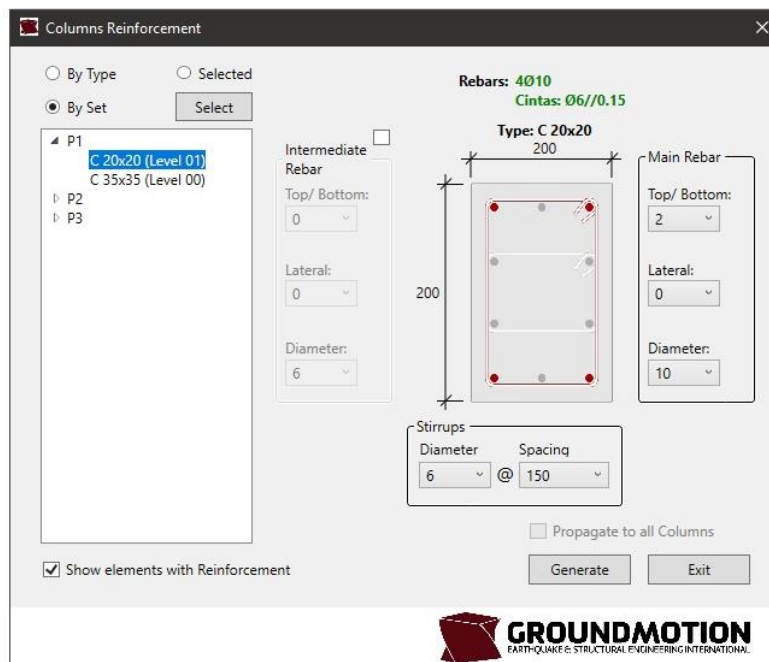 Columns Reinforcement
By Type
Selected
By Set
Select
P1
C 20x20 (Level 01)
C 35x35 (Level 00)
P2
P3
Show elements with Reinforcement
Intermediate
Rebar
Top/ Bottom:
0
Lateral:
0
Diameter:
6
Rebars: 4Ø10
Cintas: Ø6//0.15
Type: C 20x20
200
200
Main Rebar
Top/ Bottom:
2
Lateral:
0
Diameter:
10
Stirrups
Diameter Spacing
6 @ 150
Propagate to all Columns
Generate
Exit
GROUNDMOTION
EARTHQUAKE & STRUCTURAL ENGINEERING INTERNATIONAL